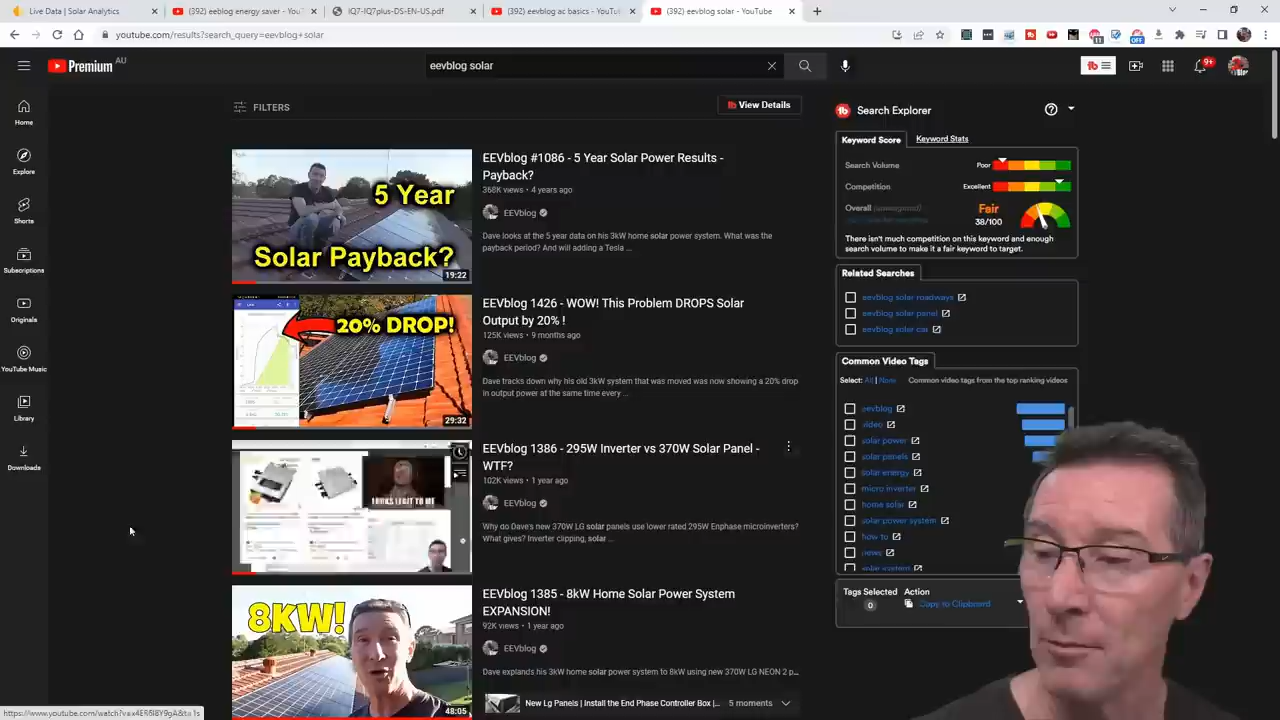 Live Data | Solar Analytics
(392) eeblog energy saver - YouT
IQ7-IQ7plus-DS-EN-US.pdf
(392) eevblog ac basics - YouTub
(392) eevblog solar - YouTube
youtube.com/results?search_query=eevblog+solar
11
OFF
Premium AU
eevblog solar
9+
Home
Explore
Shorts
Subscriptions
Originals
YouTube Music
Library
Downloads
FILTERS
View Details
5 Year
Solar Payback?
19:22
EEVblog #1086 - 5 Year Solar Power Results -
Payback?
368K views • 4 years ago
EEVblog
Dave looks at the 5 year data on his 3kW home solar power system. What was the
payback period? And will adding a Tesla ...
20% DROP!
29:32
EEVblog 1426 - WOW! This Problem DROPS Solar
Output by 20% !
125K views • 9 months ago
EEVblog
Dave tracks down why his old 3kW system that was moved was now showing a 20% drop
in output power at the same time every ...
LOOKS LEGIT TO ME
EEVblog 1386 - 295W Inverter vs 370W Solar Panel -
WTF?
102K views • 1 year ago
EEVblog
Why do Dave's new 370W LG solar panels use lower rated 295W Enphase microinverters?
What gives? Inverter clipping, solar ...
8KW!
48:05
EEVblog 1385 - 8kW Home Solar Power System
EXPANSION!
92K views • 1 year ago
EEVblog
Dave explands his 3kW home solar power system to 8kW using new 370W LG NEON 2 p...
New Lg Panels | Install the End Phase Controller Box |...
5 moments
Search Explorer
Keyword Score
Keyword Stats
Search Volume
Poor
Competition
Excellent
Overall (unweighted)
Fair
38/100
There isn't much competition on this keyword and enough
search volume to make it a fair keyword to target.
Related Searches
eevblog solar roadways
eevblog solar panel
eevblog solar car
Common Video Tags
Select: All | None
Common video tags from the top ranking videos
eevblog
video
solar power
solar panels
solar energy
micro inverter
home solar
solar power system
how to
news
solar system
Tags Selected
0
Action
Copy to Clipboard